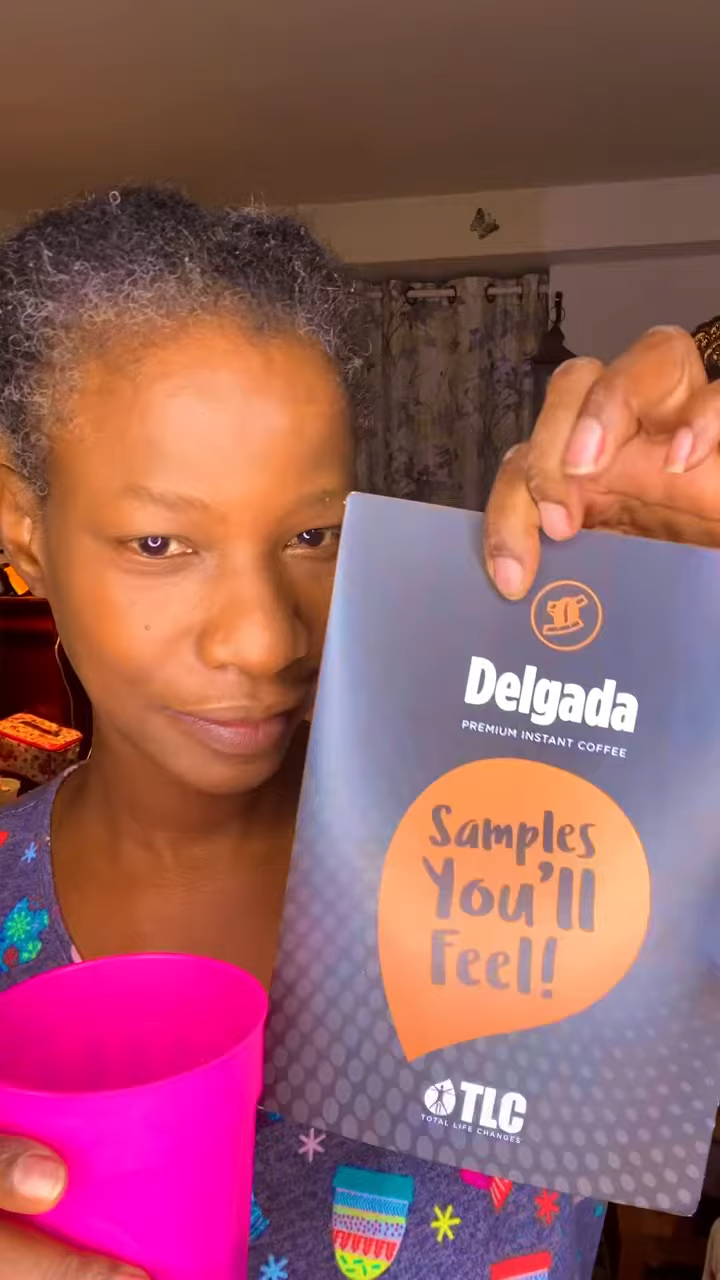 Delgada
PREMIUM INSTANT COFFEE
Samples
You'll
Feel!
TLC
TOTAL LIFE CHANGES